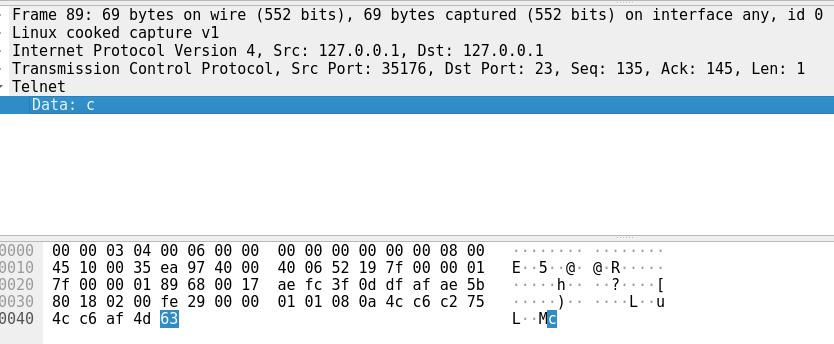 Frame 89: 69 bytes on wire (552 bits), 69 bytes captured (552 bits) on interface any, id 0
Linux cooked capture v1
Internet Protocol Version 4, Src: 127.0.0.1, Dst: 127.0.0.1
Transmission Control Protocol, Src Port: 35176, Dst Port: 23, Seq: 135, Ack: 145, Len: 1
Telnet
Data: c
0000 00 00 03 04 00 06 00 00 00 00 00 00 00 00 08 00 ········ ········
0010 45 10 00 35 ea 97 40 00 40 06 52 19 7f 00 00 01 E··5··@· @·R·····
0020 7f 00 00 01 89 68 00 17 ae fc 3f 0d df af ae 5b ·····h·· ··?····[
0030 80 18 02 00 fe 29 00 00 01 01 08 0a 4c c6 c2 75 ·····)·· ····L··u
0040 4c c6 af 4d 63 L··Mc